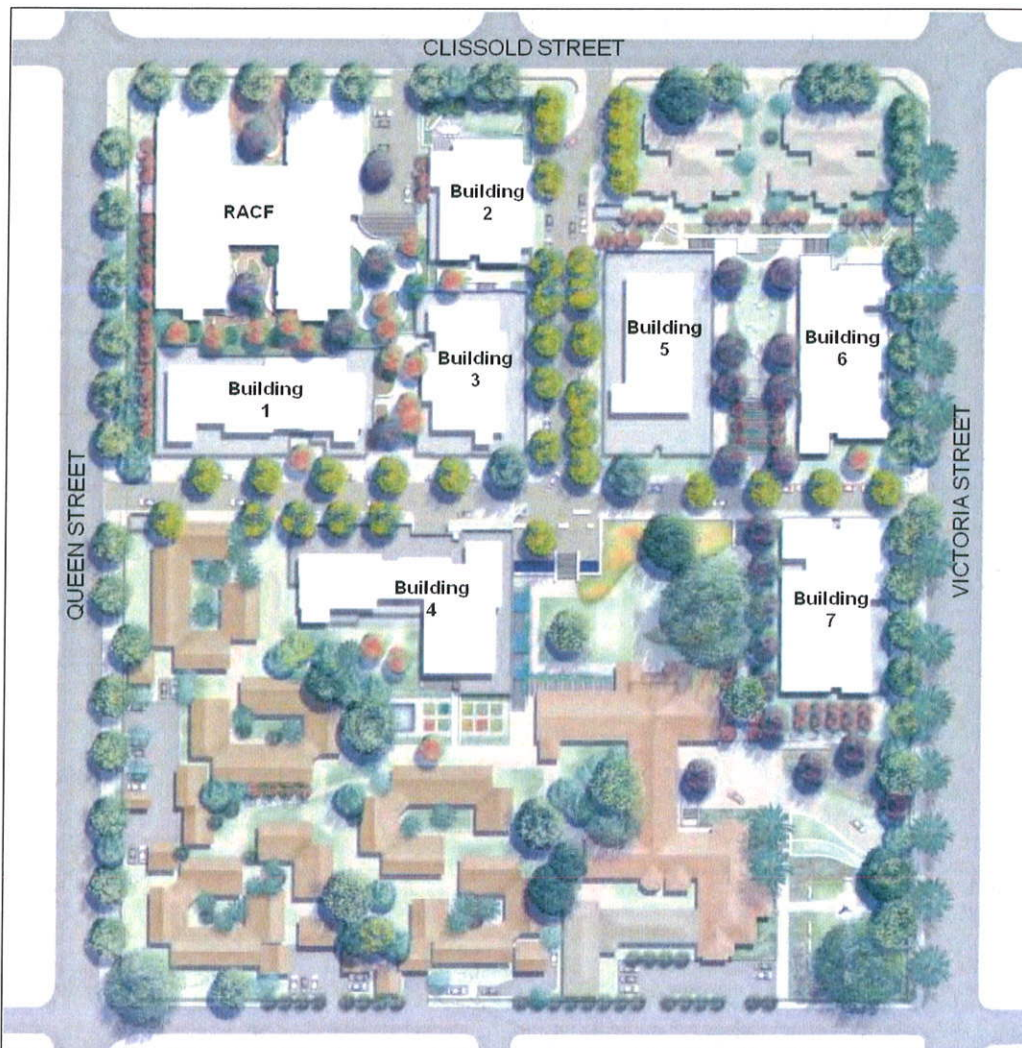 CLISSOLD STREET
Building
2
RACF
Building
5
Building
6
Building
3
Building
1
QUEEN STREET
VICTORIA STREET
Building
4
Building
7